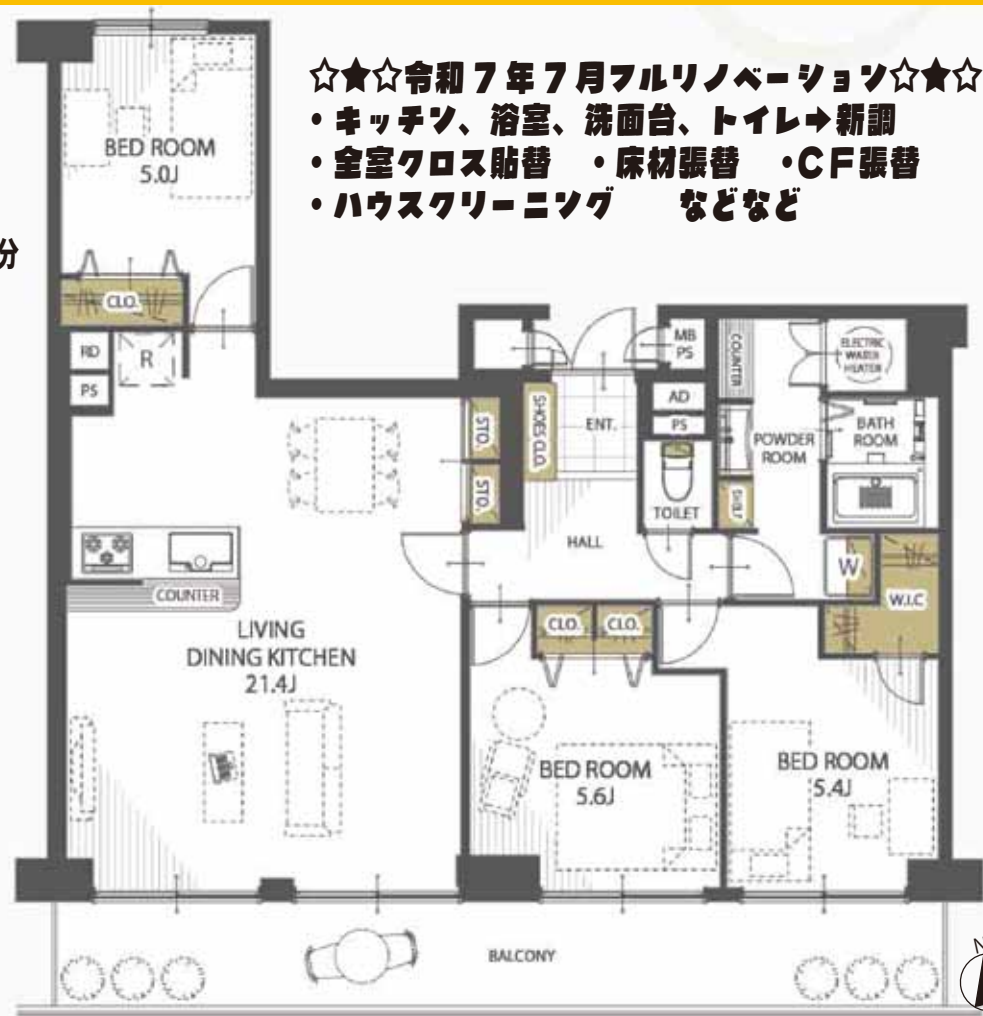 ☆★☆令和7年7月フルリノベーション☆★☆
・キッチン、浴室、洗面台、トイレ➡新調
・全室クロス貼替　・床材張替　・CF張替
・ハウスクリーニング　　などなど
分
BED ROOM
5.0J
CLO.
RD
R
PS
STO.
STO.
SHOES CLO.
ENT.
MB
PS
AD
PS
TOILET
HALL
COUNTER
POWDER
ROOM
SHELF
ELECTRIC
WATER
HEATER
BATH
ROOM
W
W.I.C
COUNTER
LIVING
DINING KITCHEN
21.4J
CLO.
CLO.
BED ROOM
5.6J
BED ROOM
5.4J
BALCONY
N